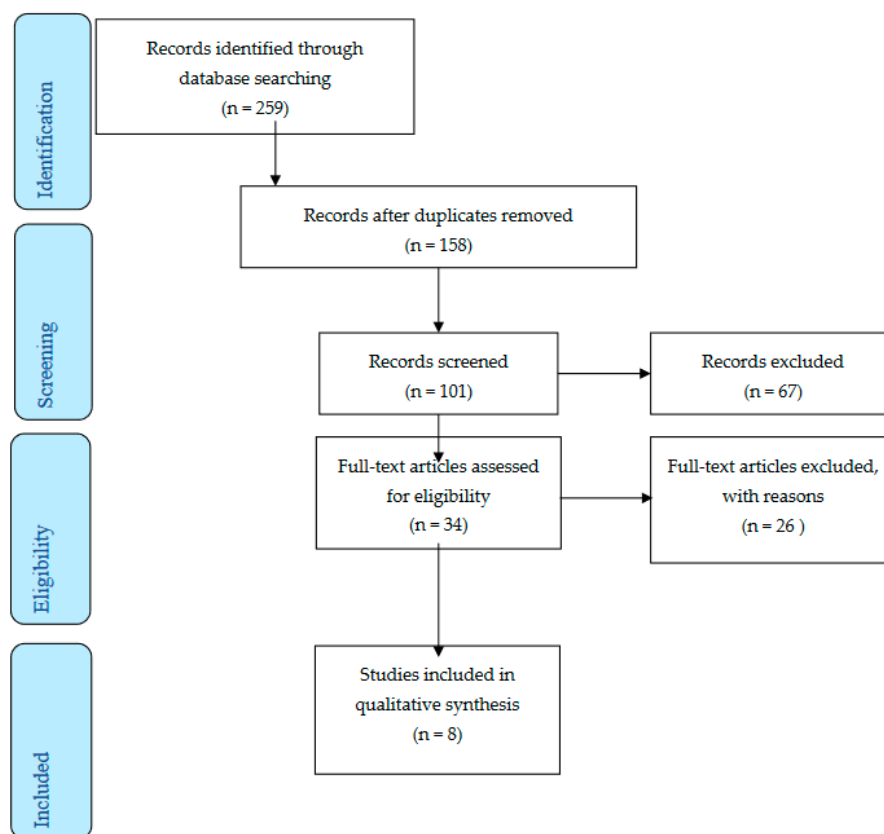 Identification
Records identified through
database searching
(n = 259)
Records after duplicates removed
(n = 158)
Screening
Records screened
(n = 101)
Records excluded
(n = 67)
Eligibility
Full-text articles assessed
for eligibility
(n = 34)
Full-text articles excluded,
with reasons
(n = 26 )
Included
Studies included in
qualitative synthesis
(n = 8)